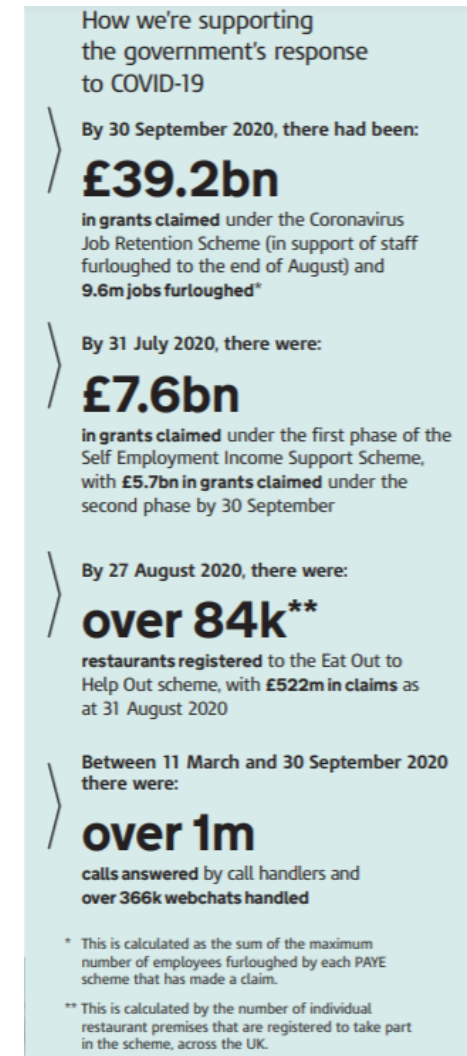 How we're supporting
the government's response
to COVID-19
By 30 September 2020, there had been:
£39.2bn
in grants claimed under the Coronavirus
Job Retention Scheme (in support of staff
furloughed to the end of August) and
9.6m jobs furloughed*
By 31 July 2020, there were:
£7.6bn
in grants claimed under the first phase of the
Self Employment Income Support Scheme,
with £5.7bn in grants claimed under the
second phase by 30 September
By 27 August 2020, there were:
over 84k**
restaurants registered to the Eat Out to
Help Out scheme, with £522m in claims as
at 31 August 2020
Between 11 March and 30 September 2020
there were:
over 1m
calls answered by call handlers and
over 366k webchats handled
* This is calculated as the sum of the maximum
number of employees furloughed by each PAYE
scheme that has made a claim.
** This is calculated by the number of individual
restaurant premises that are registered to take part
in the scheme, across the UK.